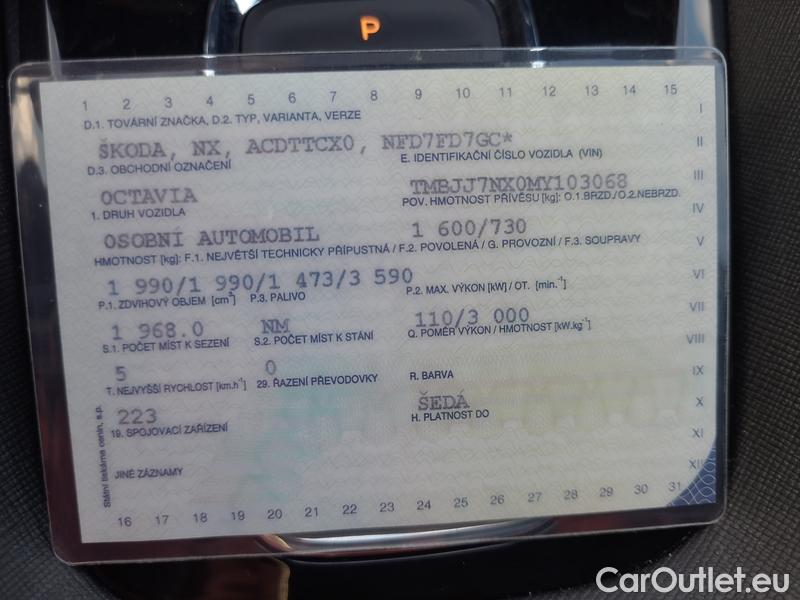 P
1 2 3 4 5 6 7 8 9 10 11 12 13 14 15
D.1. TOVÁRNÍ ZNAČKA, D.2. TYP, VARIANTA, VERZE
I
ŠKODA, NX, ACDTTCX0, NFD7FD7GC*
II
D.3. OBCHODNÍ OZNAČENÍ
E. IDENTIFIKAČNÍ ČÍSLO VOZIDLA (VIN)
OCTAVIA
TMBJJ7NX0MY103068
III
1. DRUH VOZIDLA
POV. HMOTNOST PŘÍVĚSU [kg]: O.1.BRZD./O.2.NEBRZD.
IV
OSOBNÍ AUTOMOBIL
1 600/730
V
HMOTNOST [kg]: F.1. NEJVĚTŠÍ TECHNICKY PŘÍPUSTNÁ / F.2. POVOLENÁ / G. PROVOZNÍ / F.3. SOUPRAVY
1 990/1 990/1 473/3 590
VI
P.1. ZDVIHOVÝ OBJEM [cm³]
P.3. PALIVO
P.2. MAX. VÝKON [kW] / OT. [min.-1]
1 968.0
NM
110/3 000
VII
S.1. POČET MÍST K SEZENÍ
S.2. POČET MÍST K STÁNÍ
Q. POMĚR VÝKON / HMOTNOST [kW.kg-1]
VIII
5
0
IX
T. NEJVYŠŠÍ RYCHLOST [km.h-1]
29. ŘAZENÍ PŘEVODOVKY
R. BARVA
223
ŠEDÁ
X
19. SPOJOVACÍ ZAŘÍZENÍ
H. PLATNOST DO
XI
JINÉ ZÁZNAMY
XII
Státní tiskárna cenin, s.p.
16 17 18 19 20 21 22 23 24 25 26 27 28 29 30 31
CarOutlet.eu